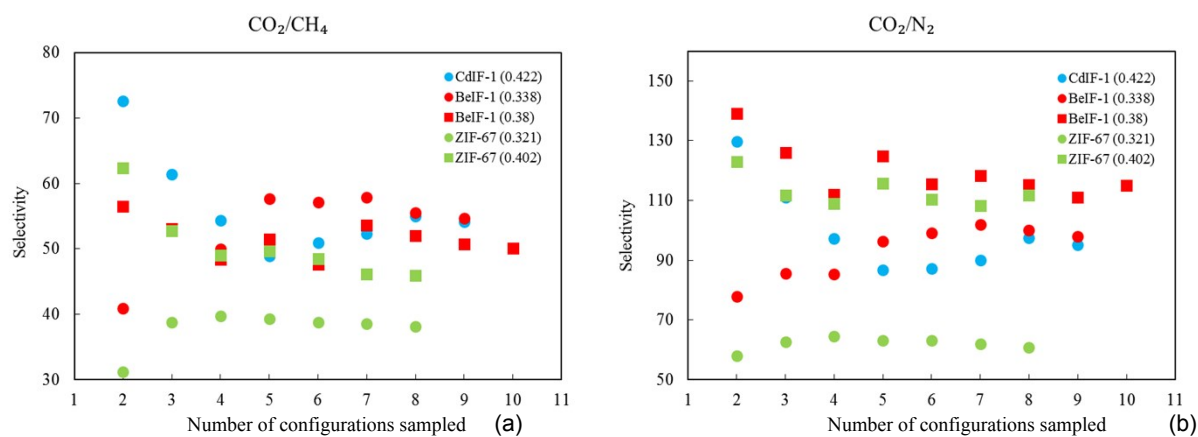 CO₂/CH₄
80
70
60
50
40
30
Selectivity
CdIF-1 (0.422)
BeIF-1 (0.338)
BeIF-1 (0.38)
ZIF-67 (0.321)
ZIF-67 (0.402)
1 2 3 4 5 6 7 8 9 10 11
Number of configurations sampled (a)
CO₂/N₂
150
130
110
90
70
50
Selectivity
CdIF-1 (0.422)
BeIF-1 (0.338)
BeIF-1 (0.38)
ZIF-67 (0.321)
ZIF-67 (0.402)
1 2 3 4 5 6 7 8 9 10 11
Number of configurations sampled (b)